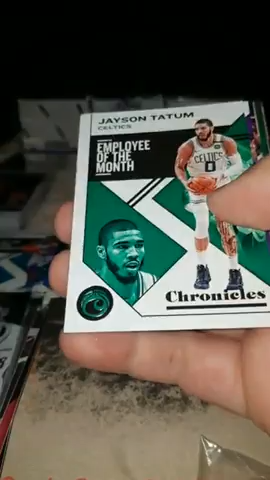 JAYSON TATUM
CELTICS
EMPLOYEE
OF THE
MONTH
CELTICS
0
Chronicles